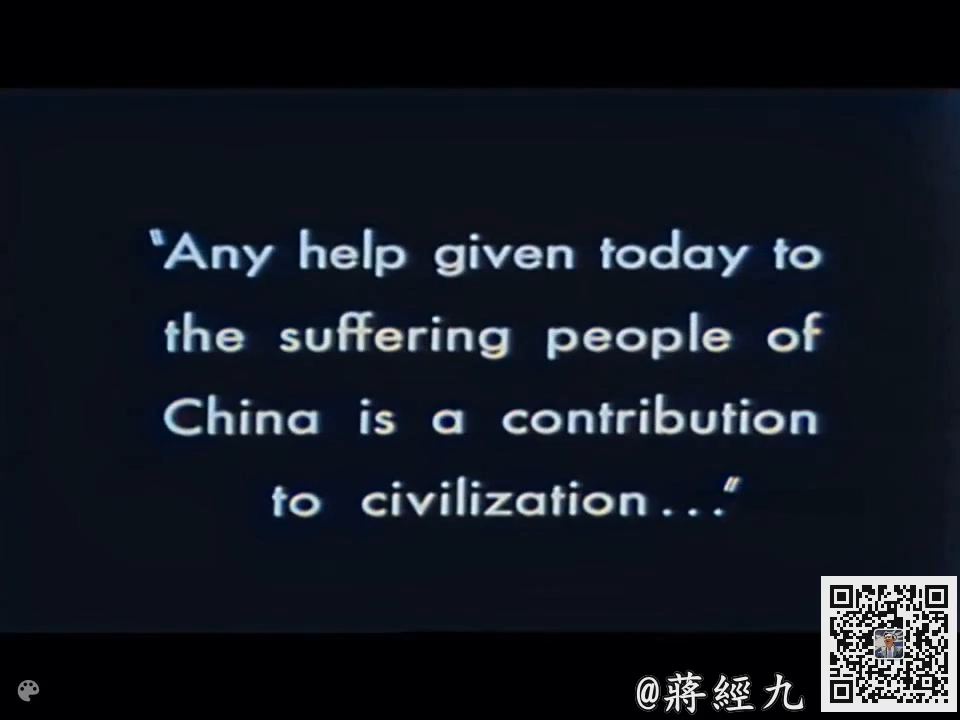 “Any help given today to
the suffering people of
China is a contribution
to civilization...”
@蔣經九